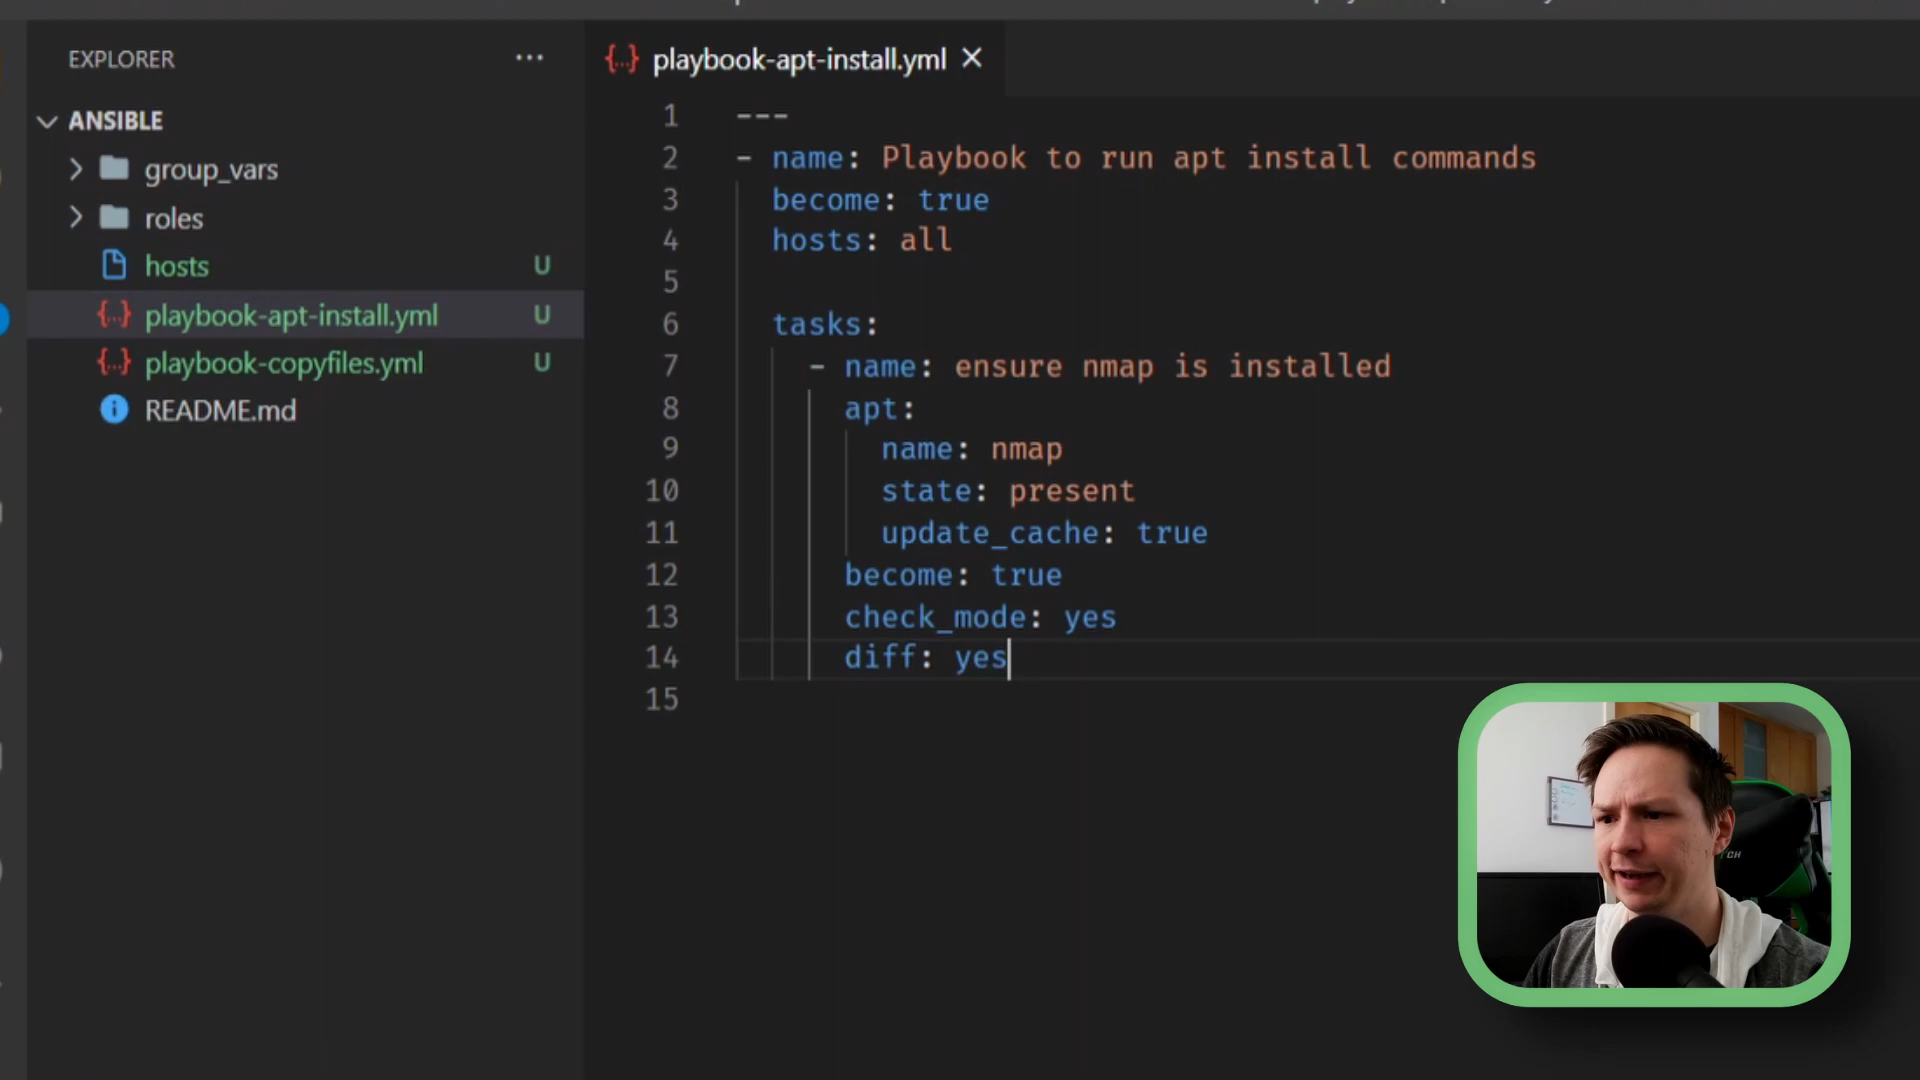 EXPLORER
ANSIBLE
group_vars
roles
hosts U
playbook-apt-install.yml U
playbook-copyfiles.yml U
README.md
playbook-apt-install.yml
1 ---
2 - name: Playbook to run apt install commands
3 become: true
4 hosts: all
5
6 tasks:
7 - name: ensure nmap is installed
8 apt:
9 name: nmap
10 state: present
11 update_cache: true
12 become: true
13 check_mode: yes
14 diff: yes
15